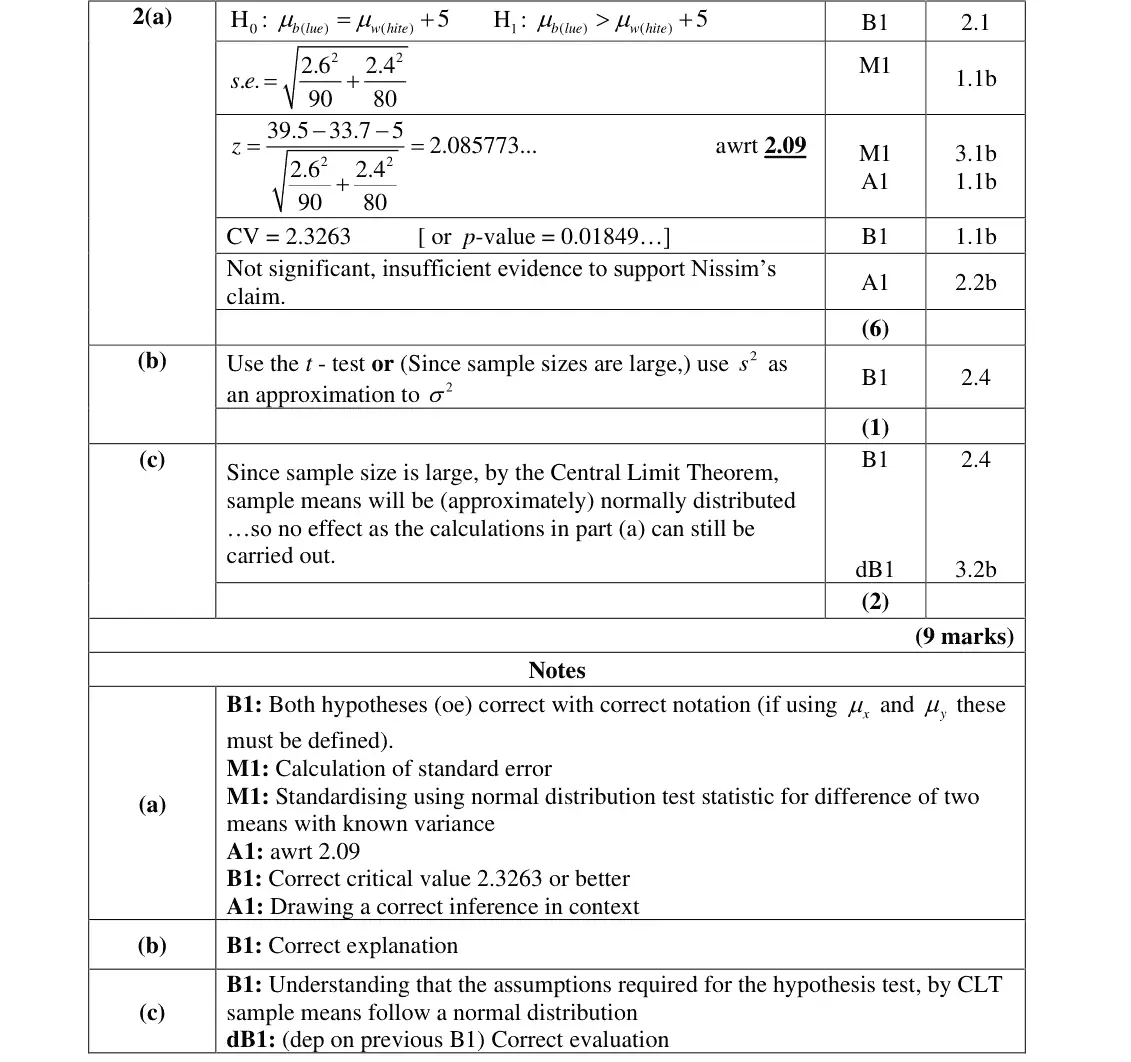 2(a) H₀ : μ_b(lue) = μ_w(hite) + 5 H₁ : μ_b(lue) > μ_w(hite) + 5 B1 2.1
s.e. = √(2.6²/90 + 2.4²/80) M1 1.1b
z = (39.5 − 33.7 − 5)/√(2.6²/90 + 2.4²/80) = 2.085773... awrt 2.09 M1 3.1b
A1 1.1b
CV = 2.3263 [ or p-value = 0.01849…] B1 1.1b
Not significant, insufficient evidence to support Nissim’s
claim. A1 2.2b
(6)
(b) Use the t - test or (Since sample sizes are large,) use s² as
an approximation to σ² B1 2.4
(1)
(c) B1 2.4
Since sample size is large, by the Central Limit Theorem,
sample means will be (approximately) normally distributed
…so no effect as the calculations in part (a) can still be
carried out.
dB1 3.2b
(2)
(9 marks)
Notes
(a) B1: Both hypotheses (oe) correct with correct notation (if using μₓ and μ_y these
must be defined).
M1: Calculation of standard error
M1: Standardising using normal distribution test statistic for difference of two
means with known variance
A1: awrt 2.09
B1: Correct critical value 2.3263 or better
A1: Drawing a correct inference in context
(b) B1: Correct explanation
(c) B1: Understanding that the assumptions required for the hypothesis test, by CLT
sample means follow a normal distribution
dB1: (dep on previous B1) Correct evaluation